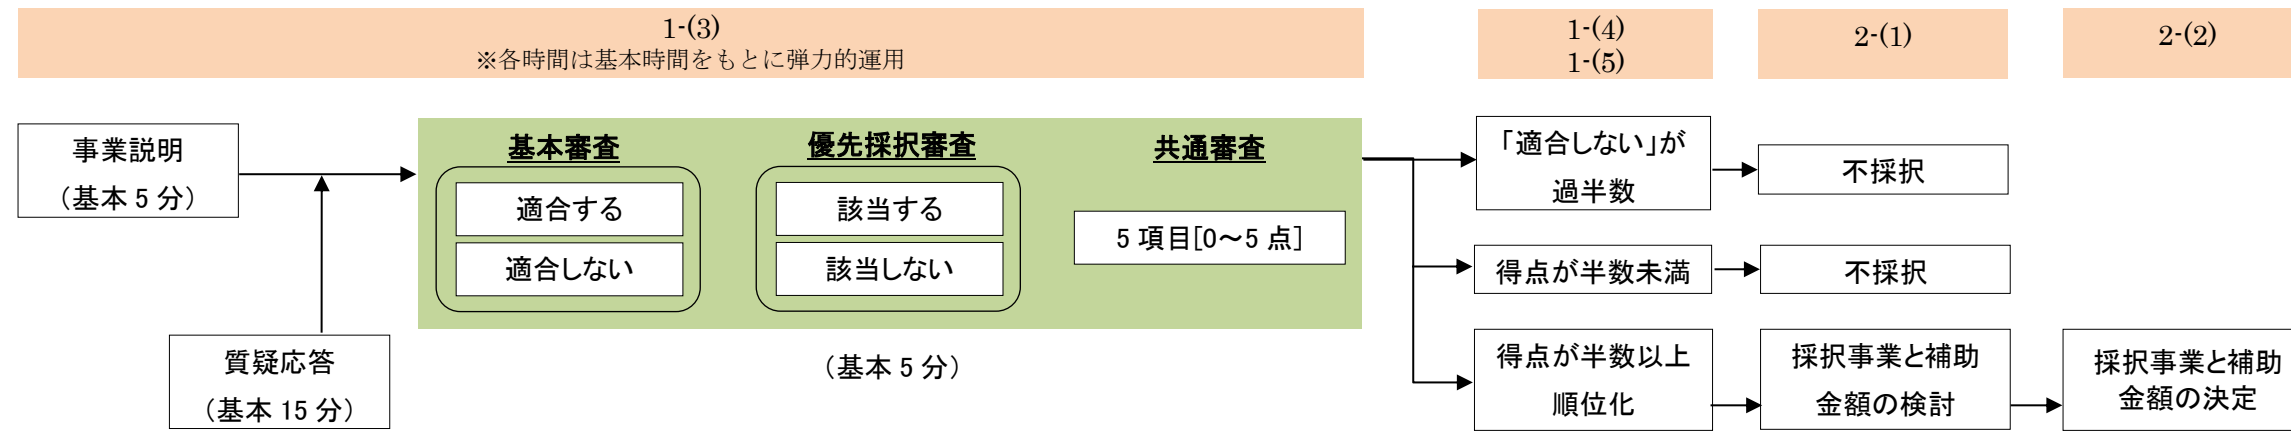 1-(3)
※各時間は基本時間をもとに弾力的運用
1-(4)
1-(5)
2-(1)
2-(2)
事業説明
（基本 5 分）
質疑応答
（基本 15 分）
基本審査
適合する
適合しない
優先採択審査
該当する
該当しない
共通審査
5 項目[0～5 点]
（基本 5 分）
「適合しない」が
過半数
不採択
得点が半数未満
不採択
得点が半数以上
順位化
採択事業と補助
金額の検討
採択事業と補助
金額の決定